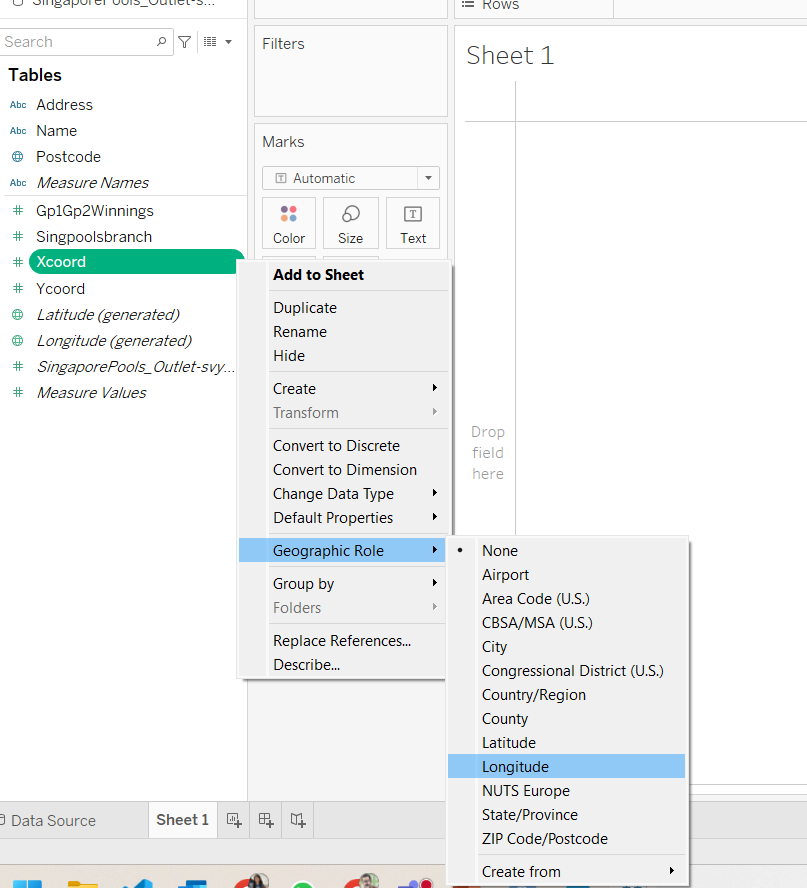 SingaporePools_Outlet-s...
Search
Tables
Abc Address
Abc Name
Postcode
Abc Measure Names
# Gp1Gp2Winnings
# Singpoolsbranch
# Xcoord
# Ycoord
Latitude (generated)
Longitude (generated)
# SingaporePools_Outlet-svy...
# Measure Values
Filters
Marks
T Automatic
Color
Size
T Text
Rows
Sheet 1
Drop
field
here
Add to Sheet
Duplicate
Rename
Hide
Create
Transform
Convert to Discrete
Convert to Dimension
Change Data Type
Default Properties
Geographic Role
Group by
Folders
Replace References...
Describe...
None
Airport
Area Code (U.S.)
CBSA/MSA (U.S.)
City
Congressional District (U.S.)
Country/Region
County
Latitude
Longitude
NUTS Europe
State/Province
ZIP Code/Postcode
Create from
Data Source
Sheet 1